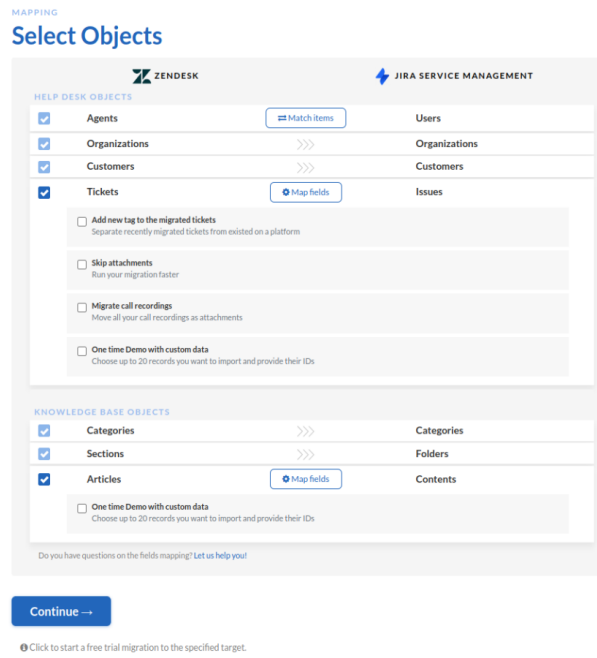 MAPPING
Select Objects
ZENDESK
JIRA SERVICE MANAGEMENT
HELP DESK OBJECTS
Agents Match items Users
Organizations Organizations
Customers Customers
Tickets Map fields Issues
Add new tag to the migrated tickets
Separate recently migrated tickets from existed on a platform
Skip attachments
Run your migration faster
Migrate call recordings
Move all your call recordings as attachments
One time Demo with custom data
Choose up to 20 records you want to import and provide their IDs
KNOWLEDGE BASE OBJECTS
Categories Categories
Sections Folders
Articles Map fields Contents
One time Demo with custom data
Choose up to 20 records you want to import and provide their IDs
Do you have questions on the fields mapping? Let us help you!
Continue →
Click to start a free trial migration to the specified target.